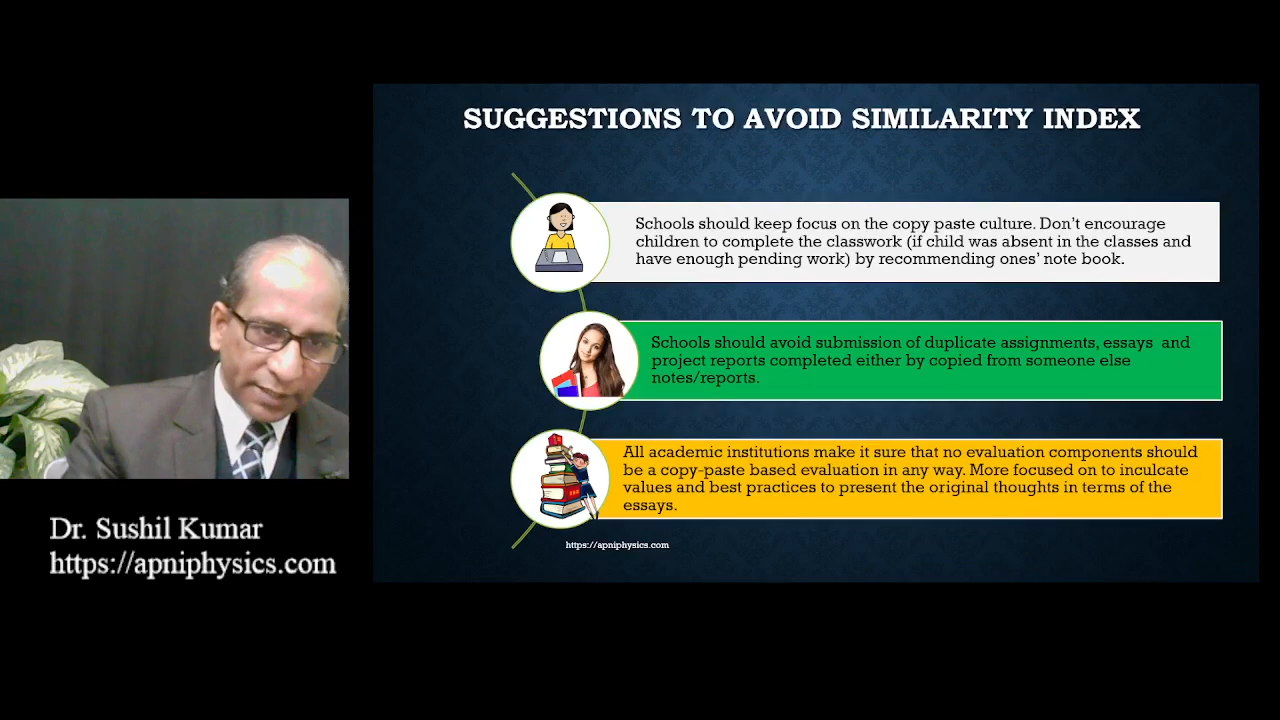 SUGGESTIONS TO AVOID SIMILARITY INDEX
Schools should keep focus on the copy paste culture. Don't encourage
children to complete the classwork (if child was absent in the classes and
have enough pending work) by recommending ones' note book.
Schools should avoid submission of duplicate assignments, essays and
project reports completed either by copied from someone else
notes/reports.
All academic institutions make it sure that no evaluation components should
be a copy-paste based evaluation in any way. More focused on to inculcate
values and best practices to present the original thoughts in terms of the
essays.
https://apniphysics.com
Dr. Sushil Kumar
https://apniphysics.com